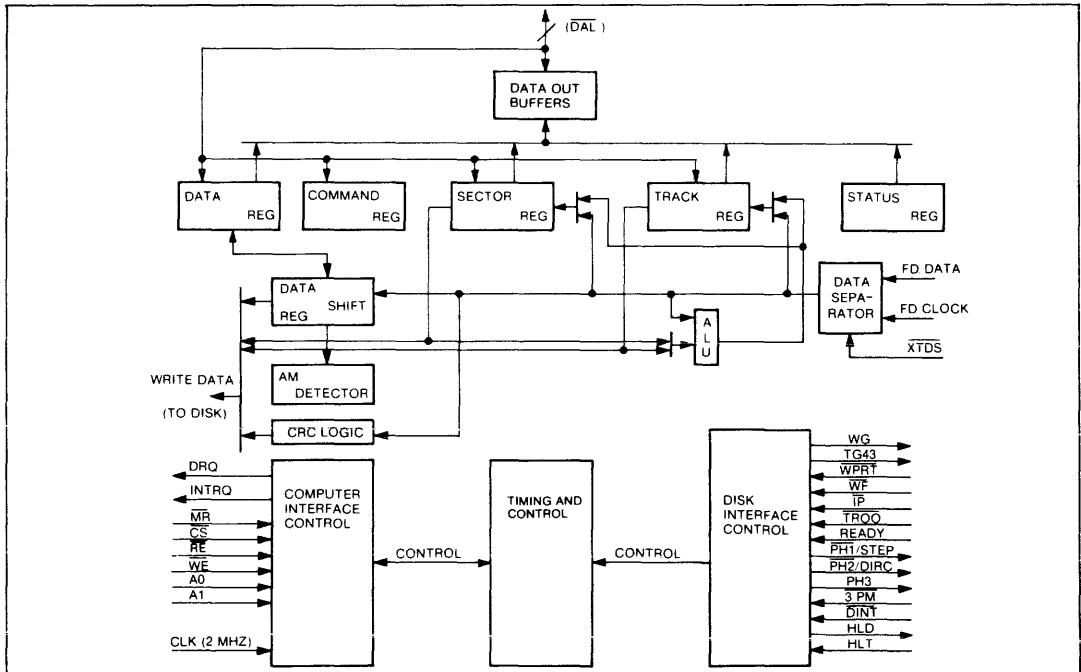 (DAL)
DATA OUT
BUFFERS
DATA
REG
COMMAND
REG
SECTOR
REG
TRACK
REG
STATUS
REG
DATA
SHIFT
REG
DATA
SEPA-
RATOR
FD DATA
FD CLOCK
XTDS
A
L
U
AM
DETECTOR
WRITE DATA
(TO DISK)
CRC LOGIC
DRQ
INTRQ
MR
CS
RE
WE
A0
A1
CLK (2 MHZ)
COMPUTER
INTERFACE
CONTROL
CONTROL
TIMING AND
CONTROL
CONTROL
DISK
INTERFACE
CONTROL
WG
TG43
WPRT
WF
IP
TROO
READY
PH1/STEP
PH2/DIRC
PH3
3 PM
DINT
HLD
HLT